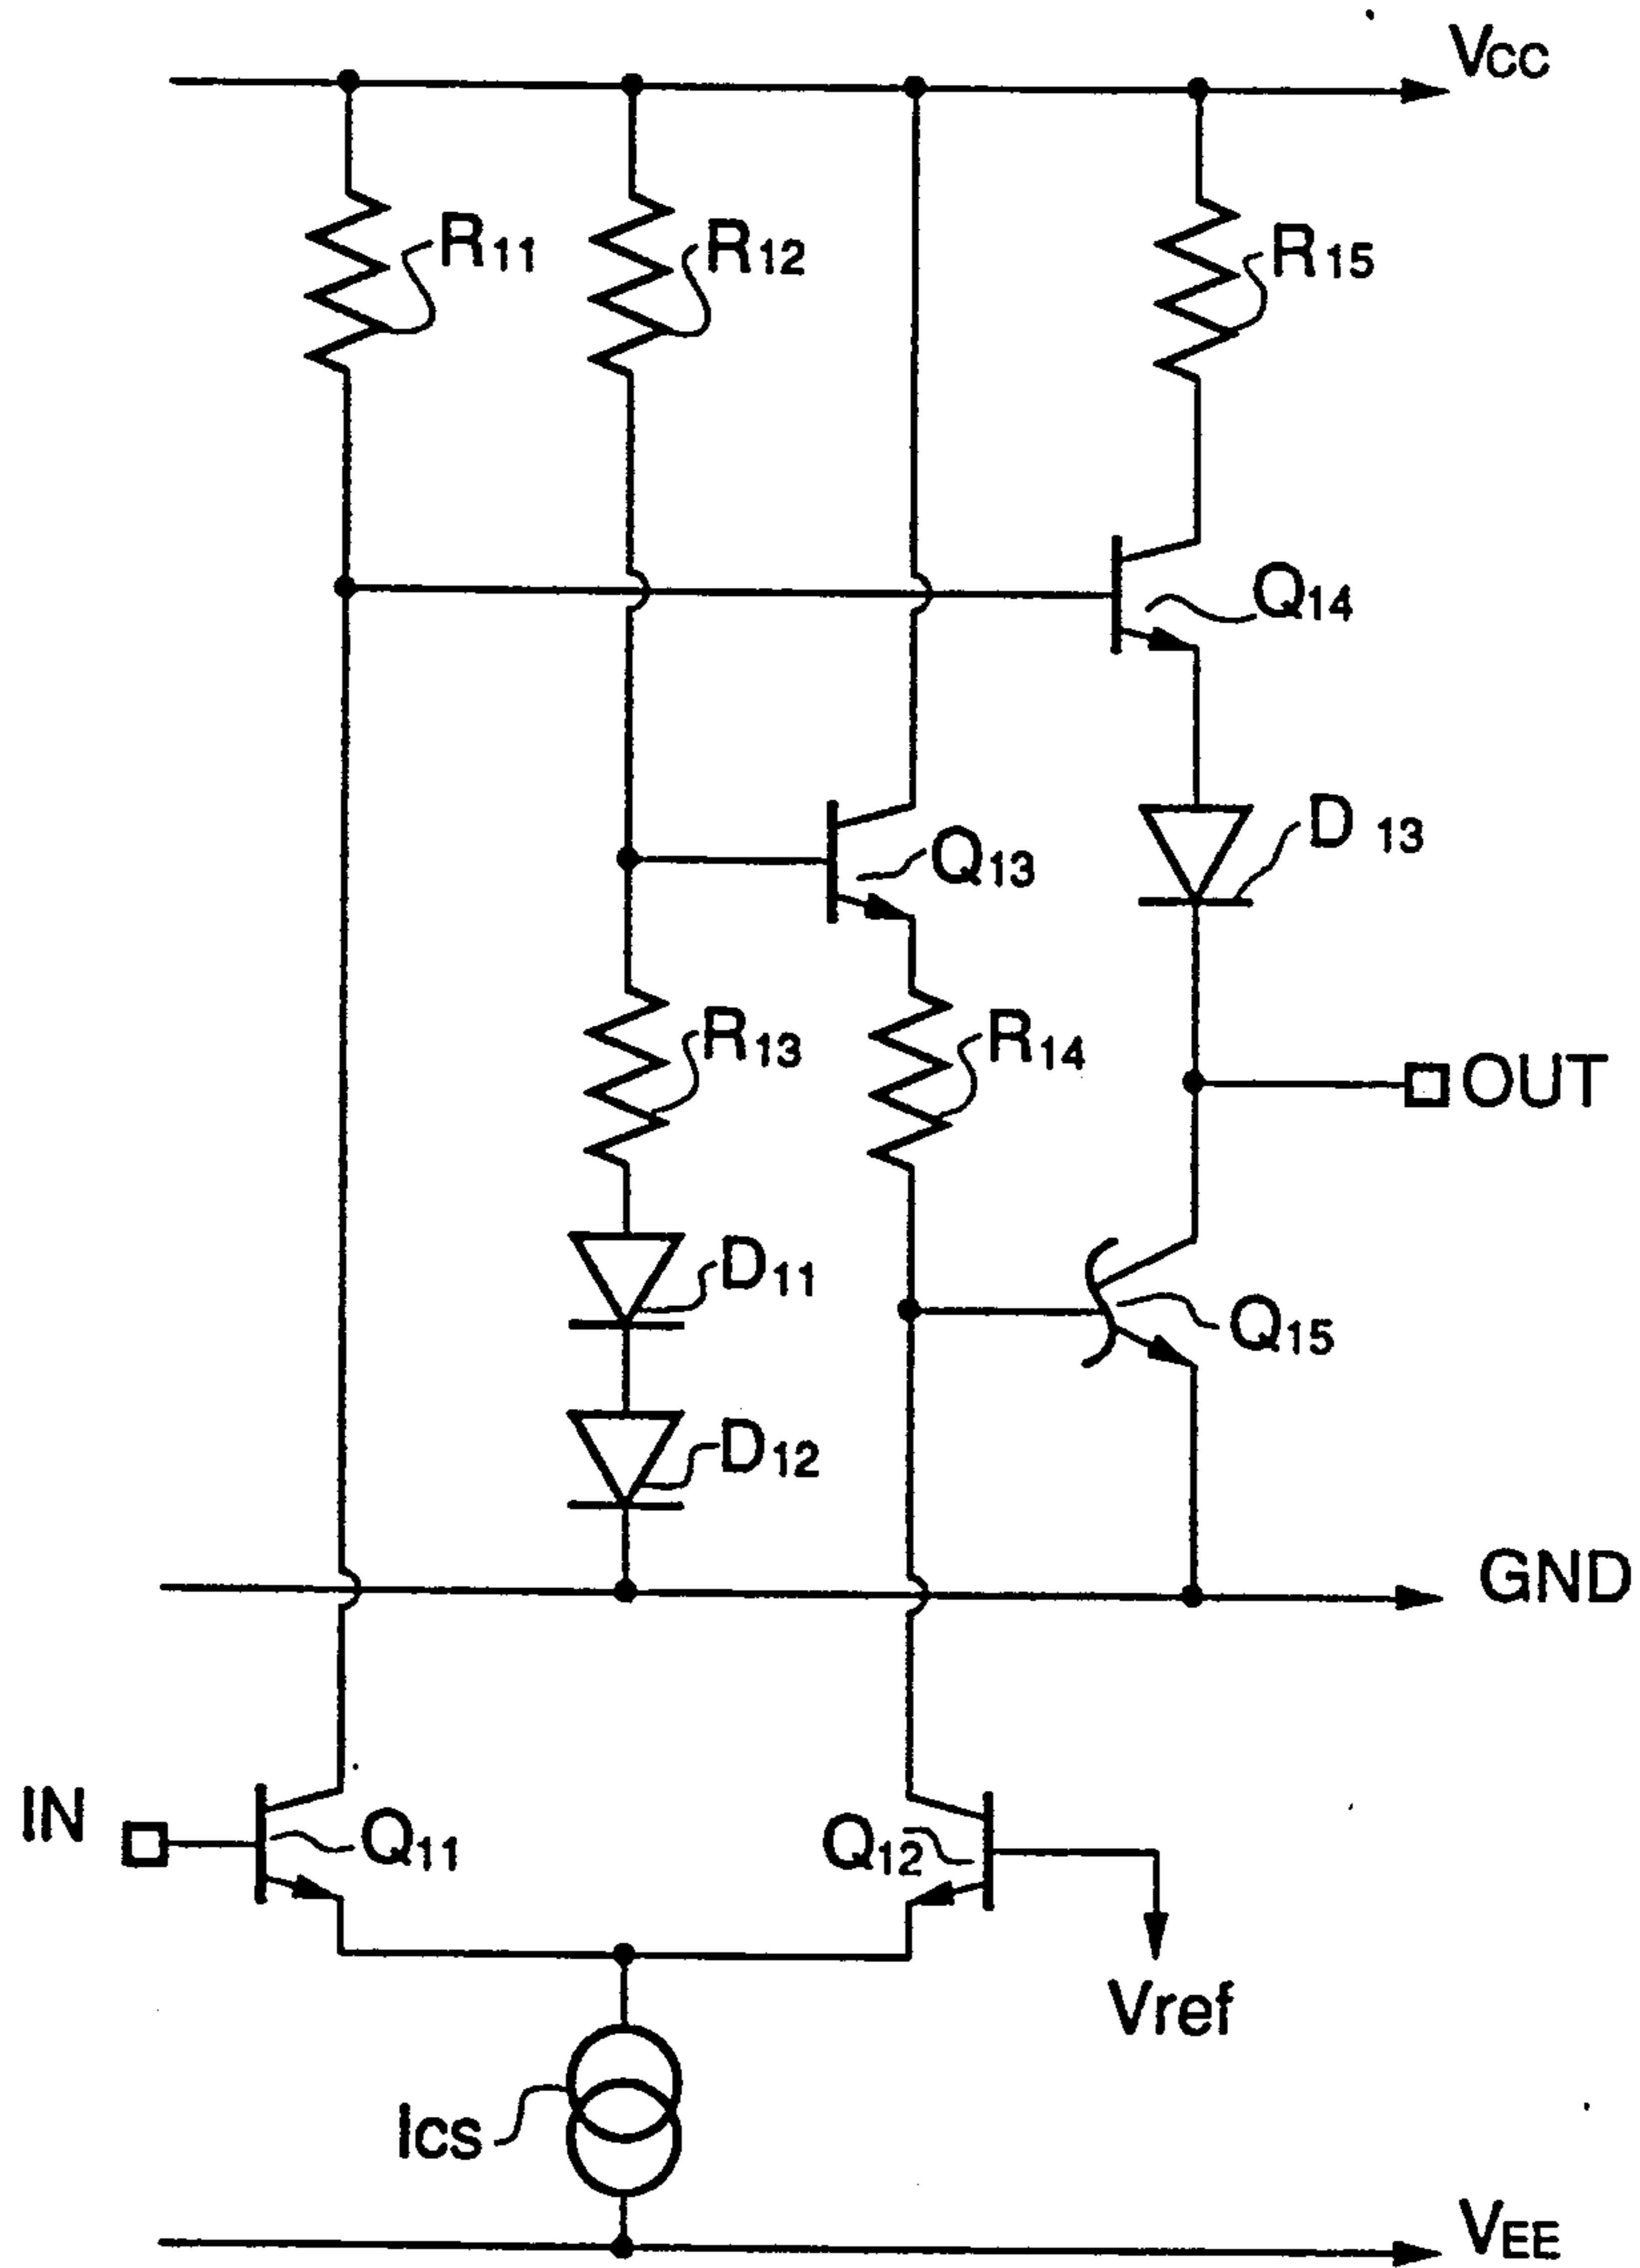 VCC
R11
R12
R15
Q14
Q13
D 13
R13
R14
OUT
D11
Q15
D12
GND
IN
Q11
Q12
Vref
Ics
VEE